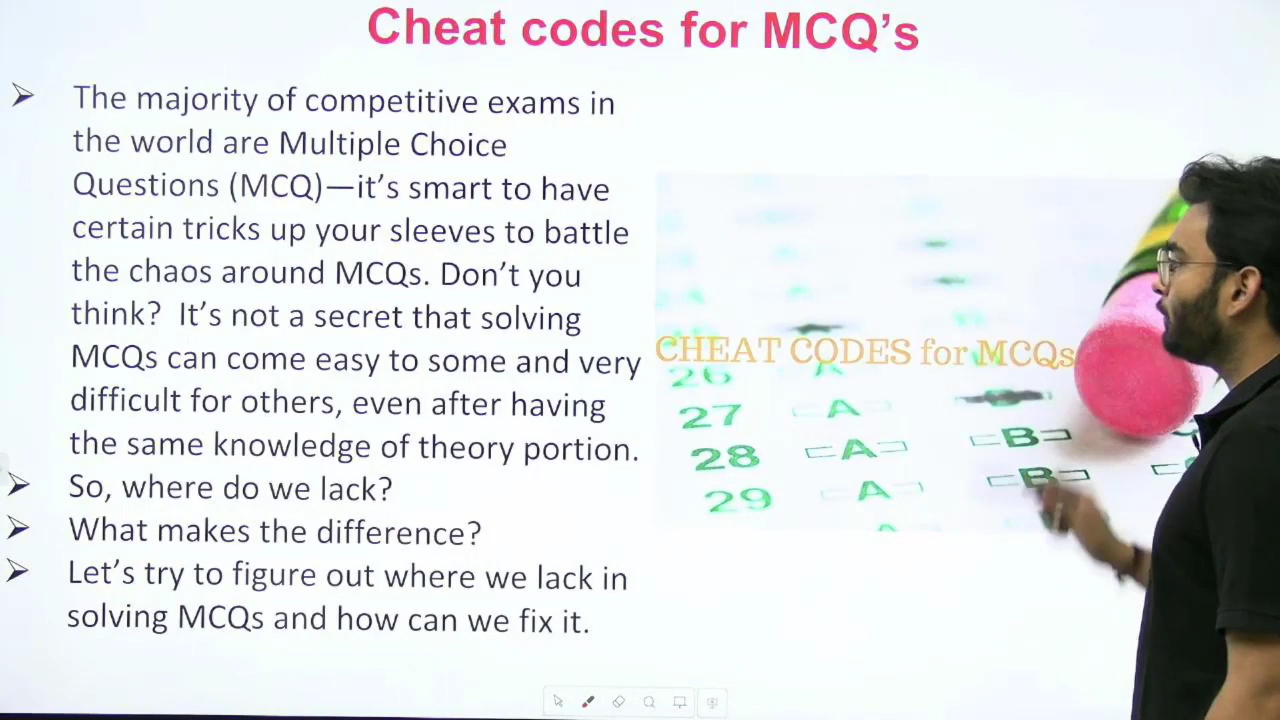 Cheat codes for MCQ’s
➢ The majority of competitive exams in
the world are Multiple Choice
Questions (MCQ)—it’s smart to have
certain tricks up your sleeves to battle
the chaos around MCQs. Don’t you
think?  It’s not a secret that solving
MCQs can come easy to some and very
difficult for others, even after having
the same knowledge of theory portion.
➢ So, where do we lack?
➢ What makes the difference?
➢ Let’s try to figure out where we lack in
solving MCQs and how can we fix it.
CHEAT CODES for MCQs
26 A
27 A
28 A B
29 A B